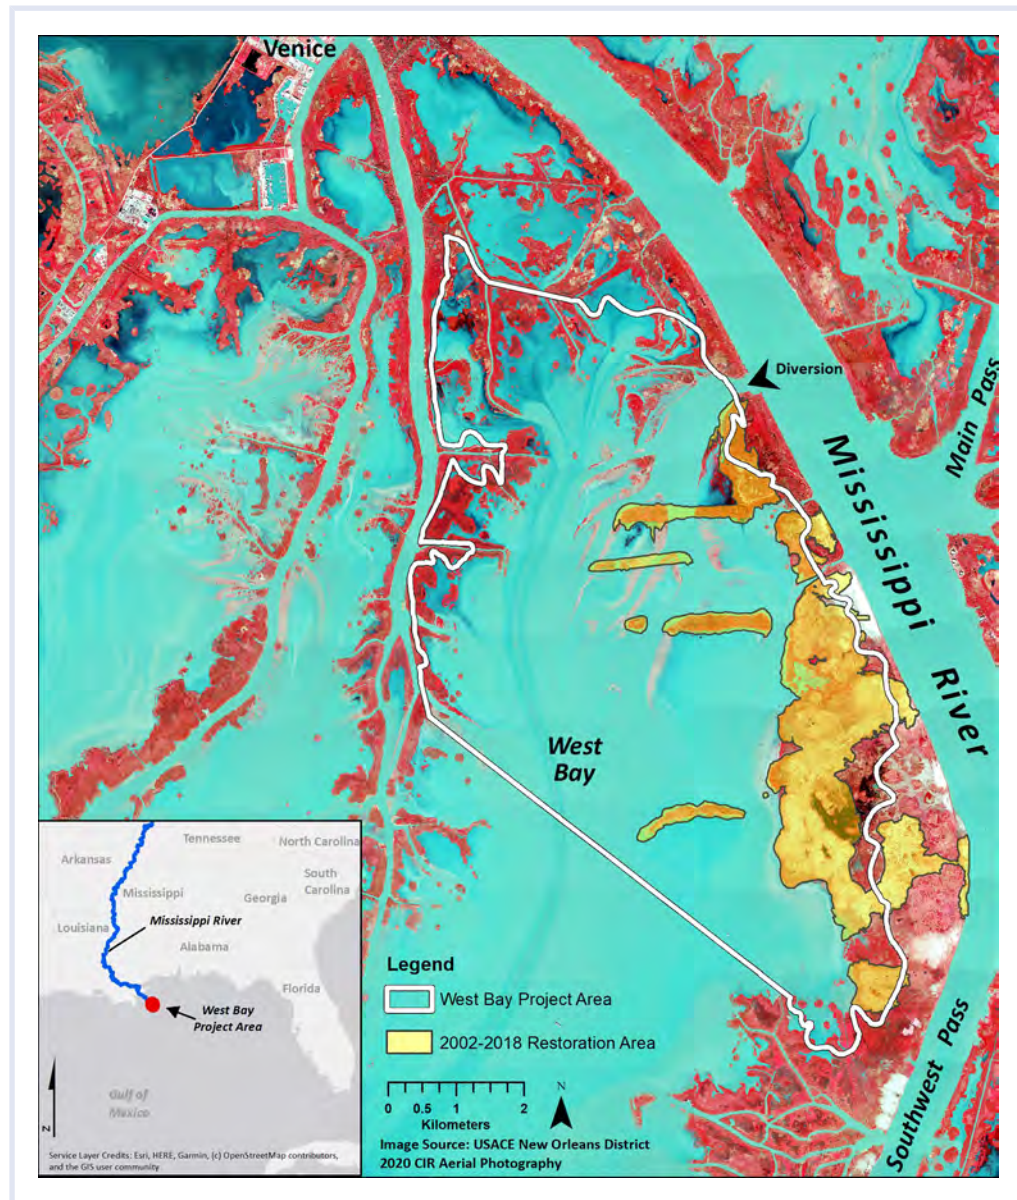 Venice
Diversion
Main Pass
Mississippi
River
West
Bay
Southwest Pass
Tennessee
North Carolina
Arkansas
South
Carolina
Mississippi
Georgia
Mississippi River
Louisiana
Alabama
Florida
West Bay
Project Area
Gulf of
Mexico
N
Service Layer Credits: Esri, HERE, Garmin, (c) OpenStreetMap contributors,
and the GIS user community
Legend
West Bay Project Area
2002-2018 Restoration Area
0 0.5 1 2
Kilometers
N
Image Source: USACE New Orleans District
2020 CIR Aerial Photography